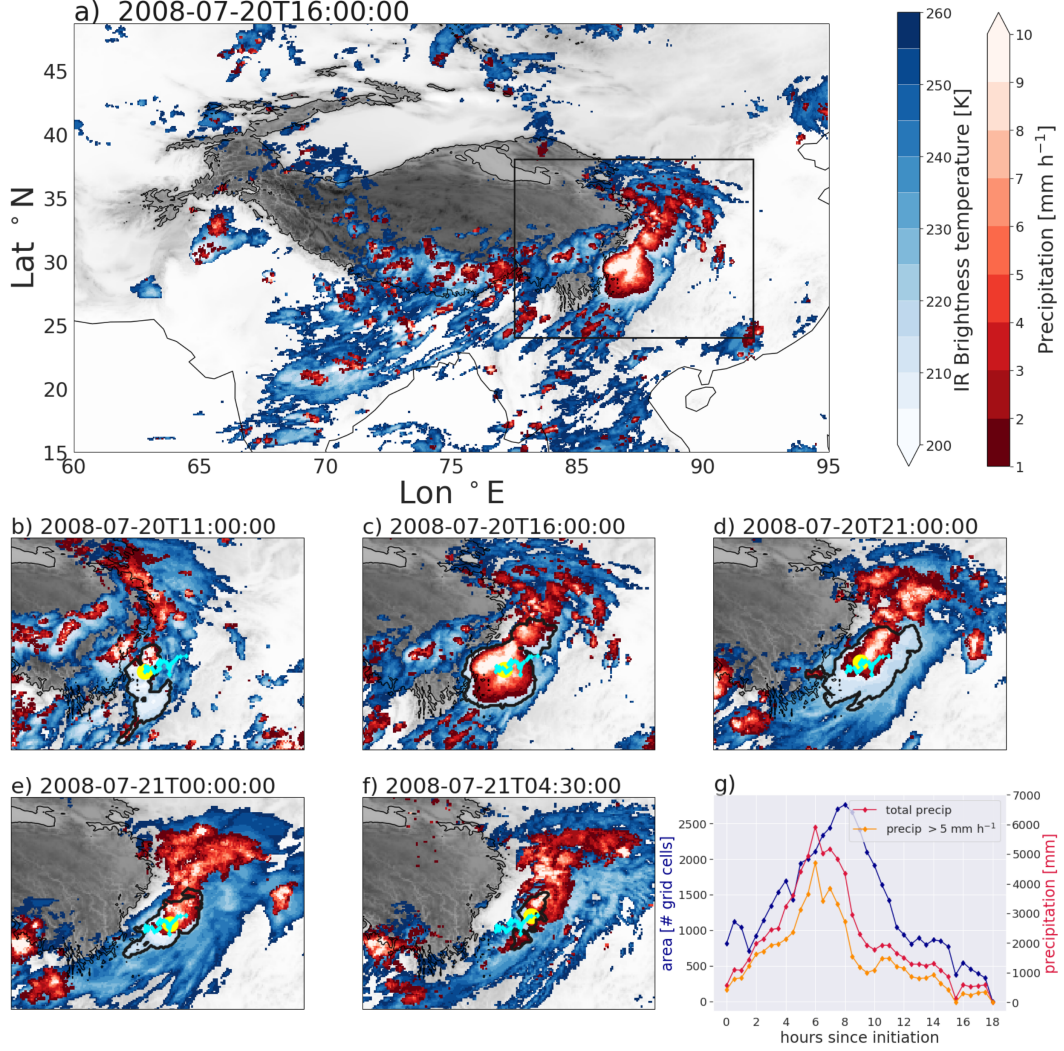 a) 2008-07-20T16:00:00
45
40
35
30
25
20
15
Lat °N
60 65 70 75 80 85 90 95
Lon °E
260
250
240
230
220
210
200
IR Brightness temperature [K]
10
9
8
7
6
5
4
3
2
1
Precipitation [mm h⁻¹]
b) 2008-07-20T11:00:00
c) 2008-07-20T16:00:00
d) 2008-07-20T21:00:00
e) 2008-07-21T00:00:00
f) 2008-07-21T04:30:00
g)
total precip
precip > 5 mm h⁻¹
2500
2000
1500
1000
500
0
area [# grid cells]
7000
6000
5000
4000
3000
2000
1000
0
precipitation [mm]
0 2 4 6 8 10 12 14 16 18
hours since initiation